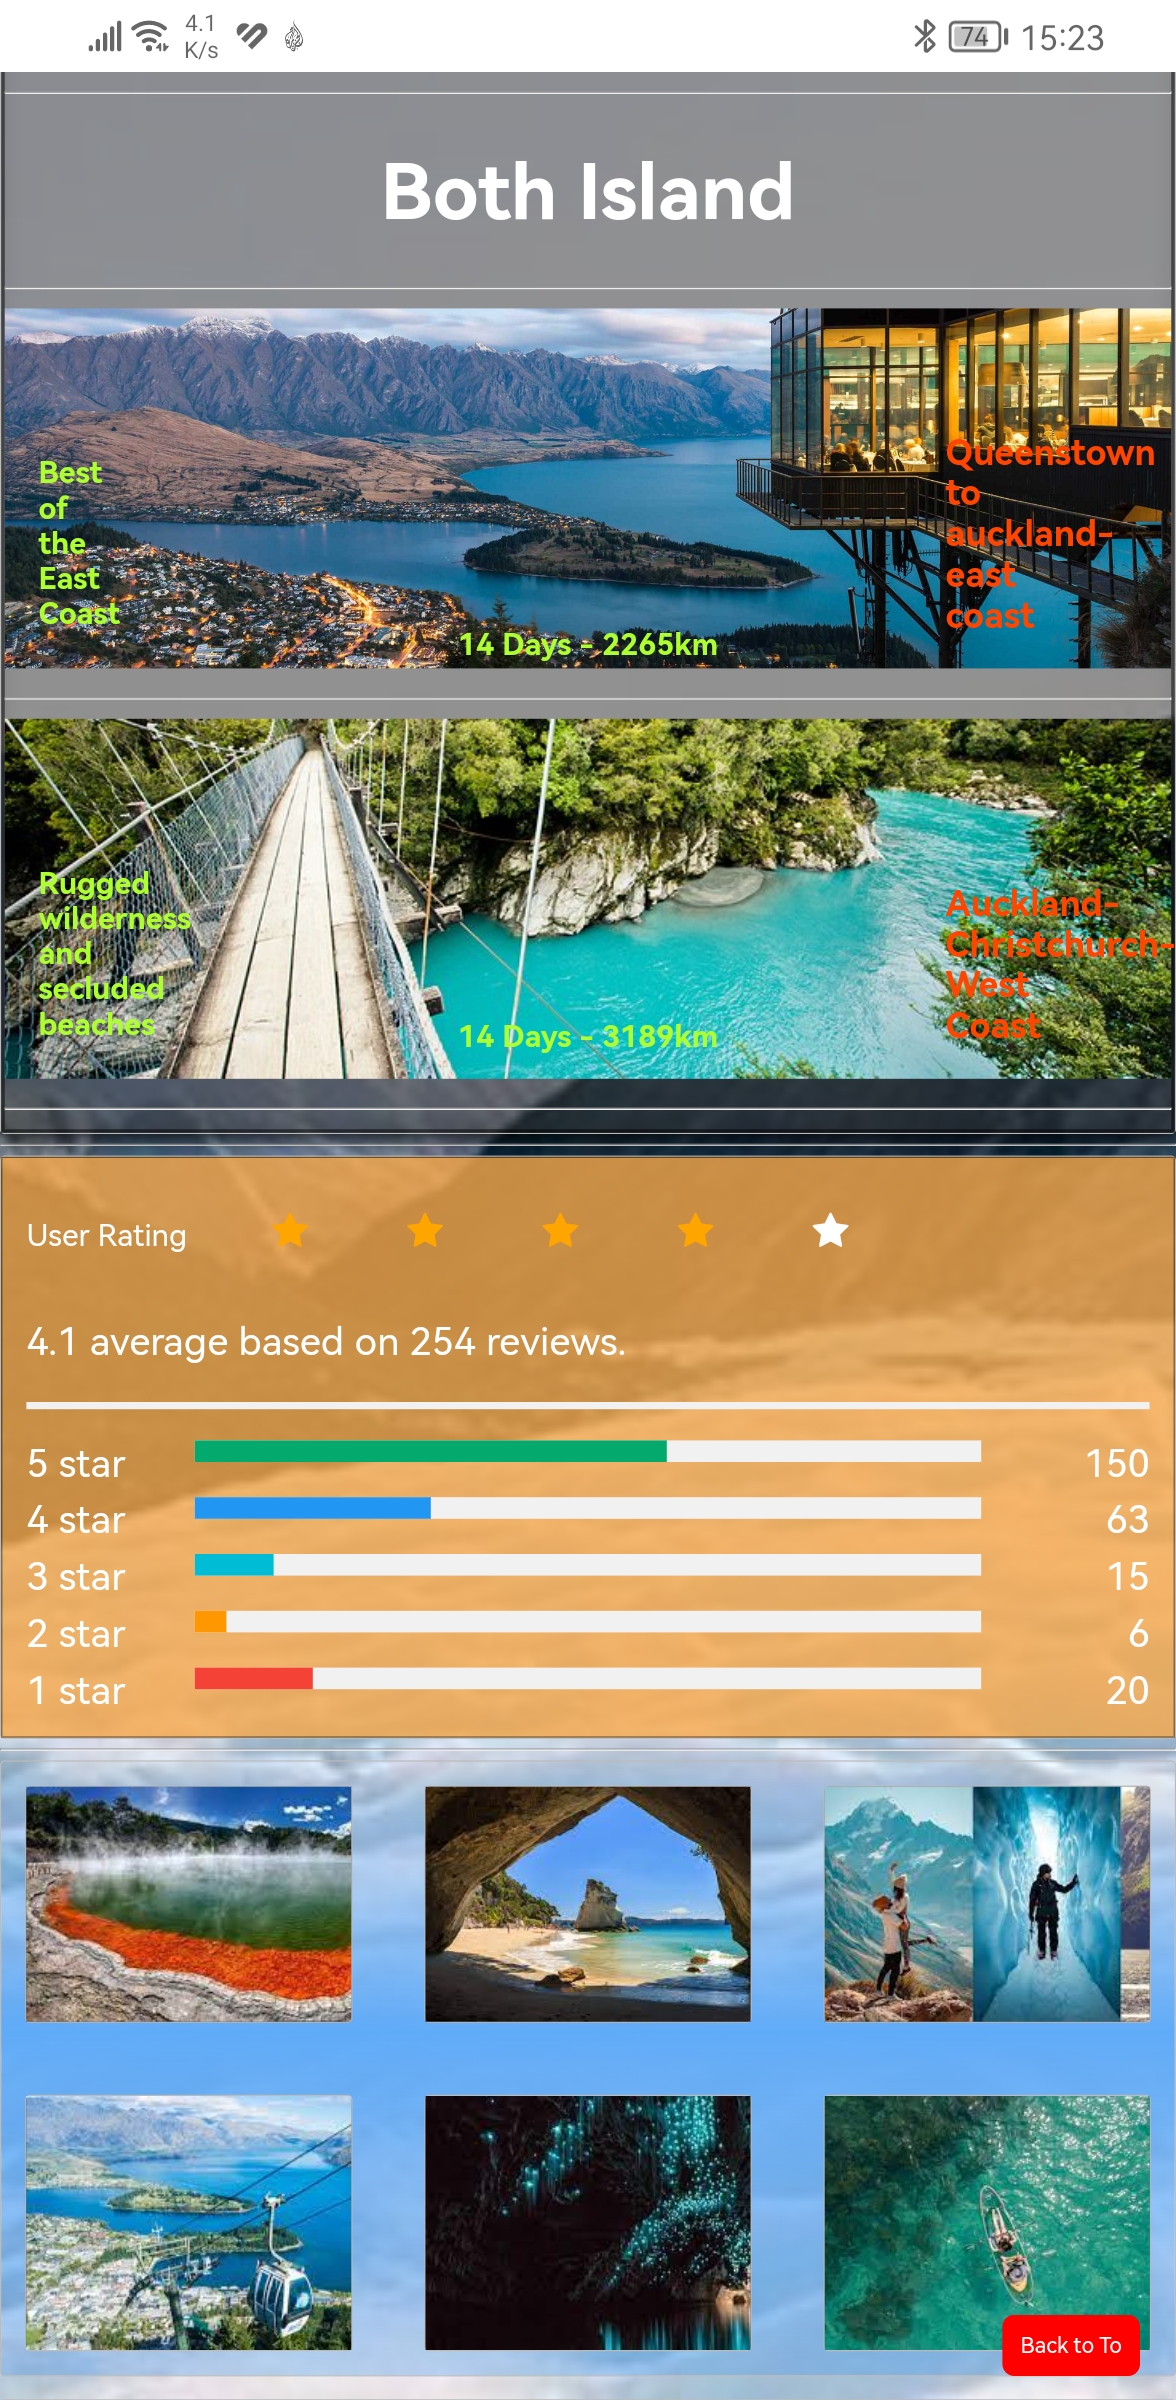 4.1
K/s
74
15:23
Both Island
Best
of
the
East
Coast
Queenstown
to
auckland-
east
coast
14 Days - 2265km
Rugged
wilderness
and
secluded
beaches
Auckland-
Christchurch-
West
Coast
14 Days - 3189km
User Rating
4.1 average based on 254 reviews.
5 star 150
4 star 63
3 star 15
2 star 6
1 star 20
Back to To